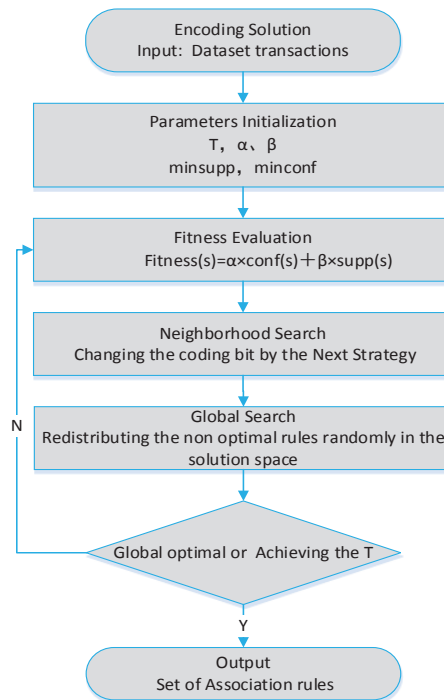 Encoding Solution
Input: Dataset transactions
Parameters Initialization
T, α、β
minsupp, minconf
Fitness Evaluation
Fitness(s)=α×conf(s)+β×supp(s)
Neighborhood Search
Changing the coding bit by the Next Strategy
Global Search
Redistributing the non optimal rules randomly in the
solution space
N
Global optimal or Achieving the T
Y
Output
Set of Association rules